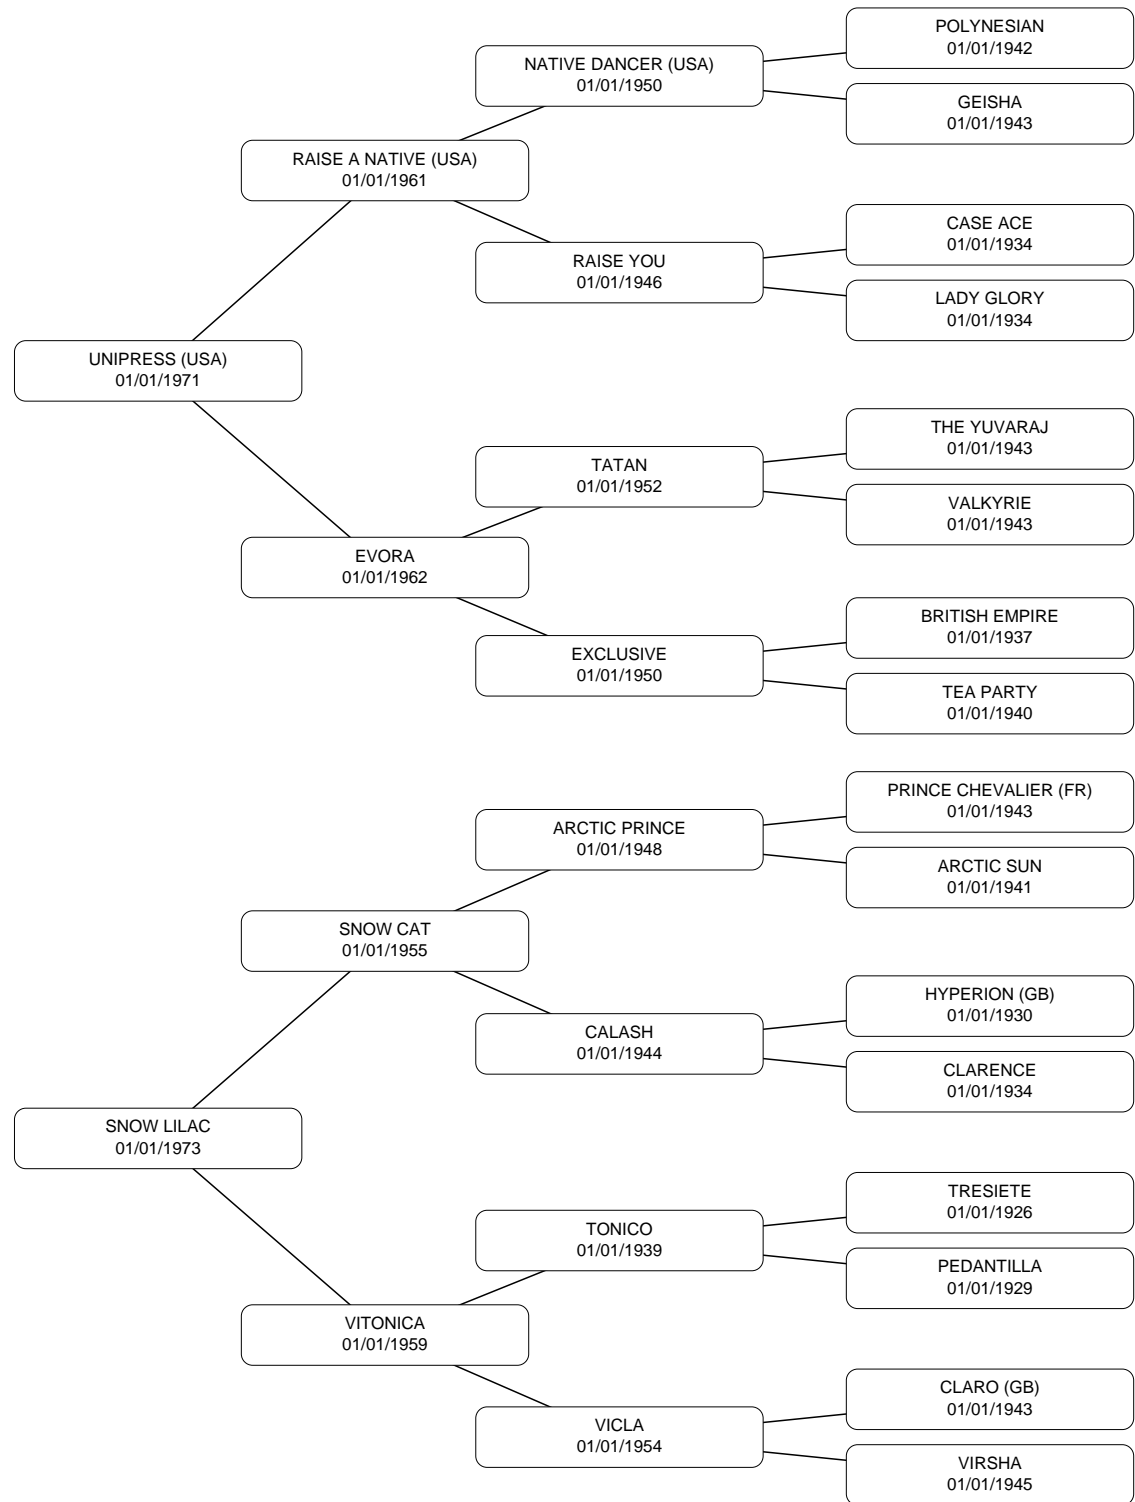 POLYNESIAN
01/01/1942
NATIVE DANCER (USA)
01/01/1950
GEISHA
01/01/1943
RAISE A NATIVE (USA)
01/01/1961
CASE ACE
01/01/1934
RAISE YOU
01/01/1946
LADY GLORY
01/01/1934
UNIPRESS (USA)
01/01/1971
THE YUVARAJ
01/01/1943
TATAN
01/01/1952
VALKYRIE
01/01/1943
EVORA
01/01/1962
BRITISH EMPIRE
01/01/1937
EXCLUSIVE
01/01/1950
TEA PARTY
01/01/1940
PRINCE CHEVALIER (FR)
01/01/1943
ARCTIC PRINCE
01/01/1948
ARCTIC SUN
01/01/1941
SNOW CAT
01/01/1955
HYPERION (GB)
01/01/1930
CALASH
01/01/1944
CLARENCE
01/01/1934
SNOW LILAC
01/01/1973
TRESIETE
01/01/1926
TONICO
01/01/1939
PEDANTILLA
01/01/1929
VITONICA
01/01/1959
CLARO (GB)
01/01/1943
VICLA
01/01/1954
VIRSHA
01/01/1945